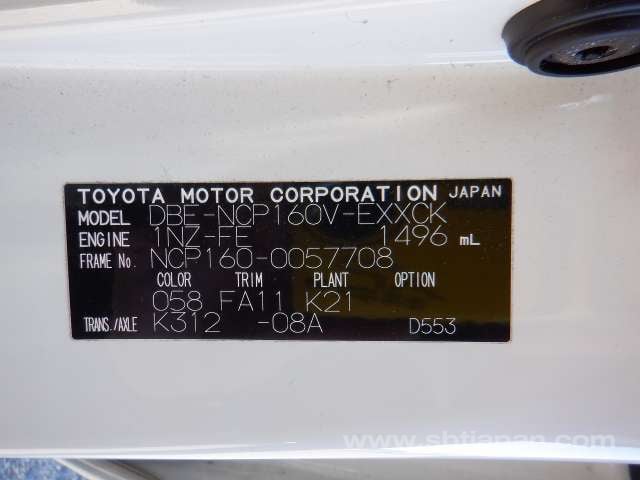 TOYOTA MOTOR CORPORATION JAPAN
MODEL DBE-NCP160V-EXXCK
ENGINE 1NZ-FE 1496 mL
FRAME No. NCP160-0057708
COLOR TRIM PLANT OPTION
058 FA11 K21
TRANS./AXLE K312 -08A D553
www.sbtjapan.com